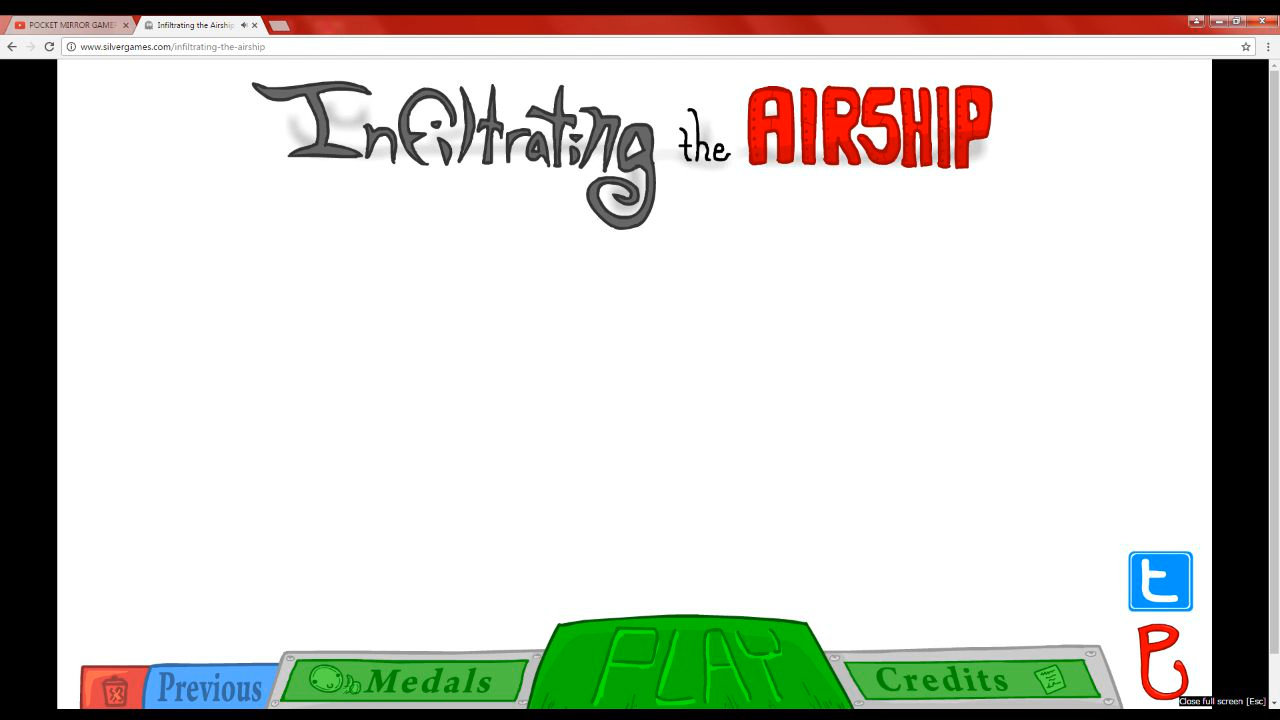 POCKET MIRROR GAMEP
Infiltrating the Airship
www.silvergames.com/infiltrating-the-airship
Infiltrating the AIRSHIP
t
Previous
Medals
PLAY
Credits
Close full screen [Esc]